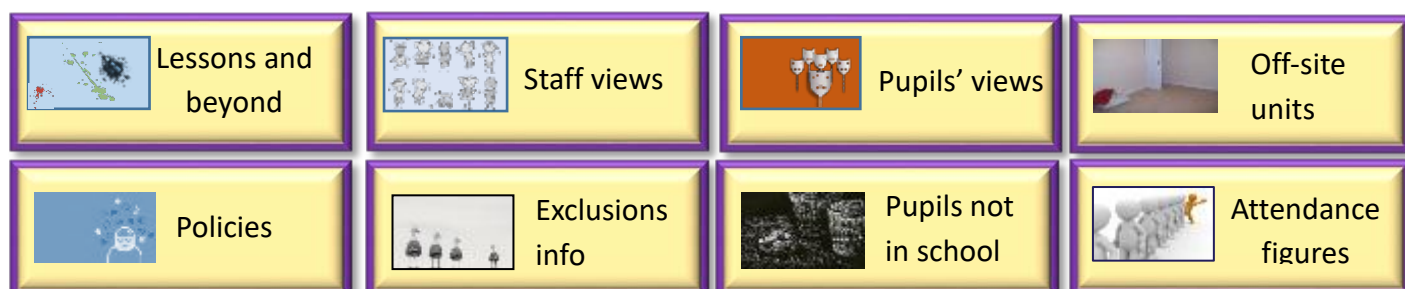 Lessons and
beyond
Staff views
Pupils’ views
Off-site
units
Policies
Exclusions
info
Pupils not
in school
Attendance
figures